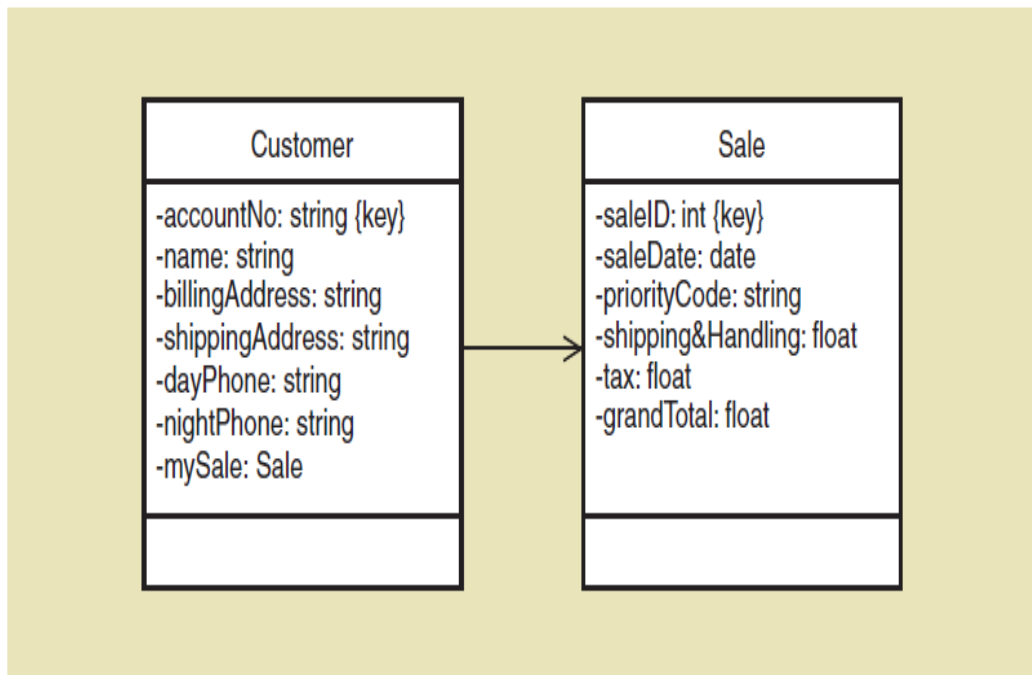 Customer
-accountNo: string {key}
-name: string
-billingAddress: string
-shippingAddress: string
-dayPhone: string
-nightPhone: string
-mySale: Sale
Sale
-saleID: int {key}
-saleDate: date
-priorityCode: string
-shipping&Handling: float
-tax: float
-grandTotal: float